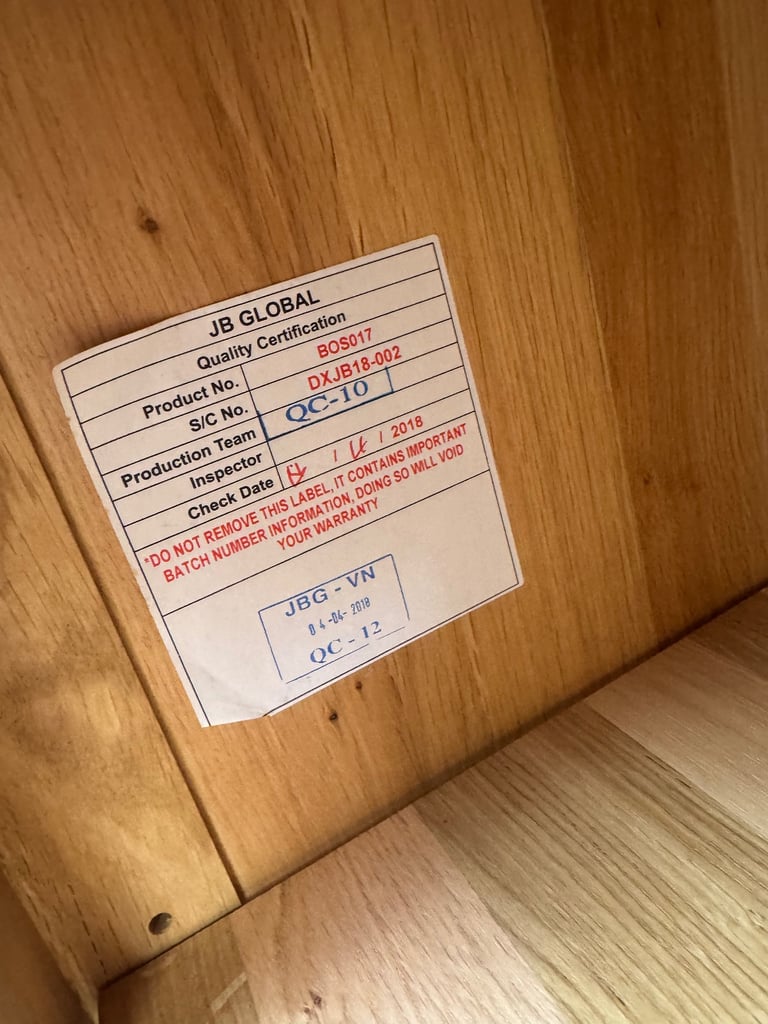 JB GLOBAL
Quality Certification
Product No. BOS017
S/C No. DXJB18-002
Production Team QC-10
Inspector
Check Date / / 2018
*DO NOT REMOVE THIS LABEL, IT CONTAINS IMPORTANT
BATCH NUMBER INFORMATION, DOING SO WILL VOID
YOUR WARRANTY
JBG - VN
04-04-2018
QC - 12